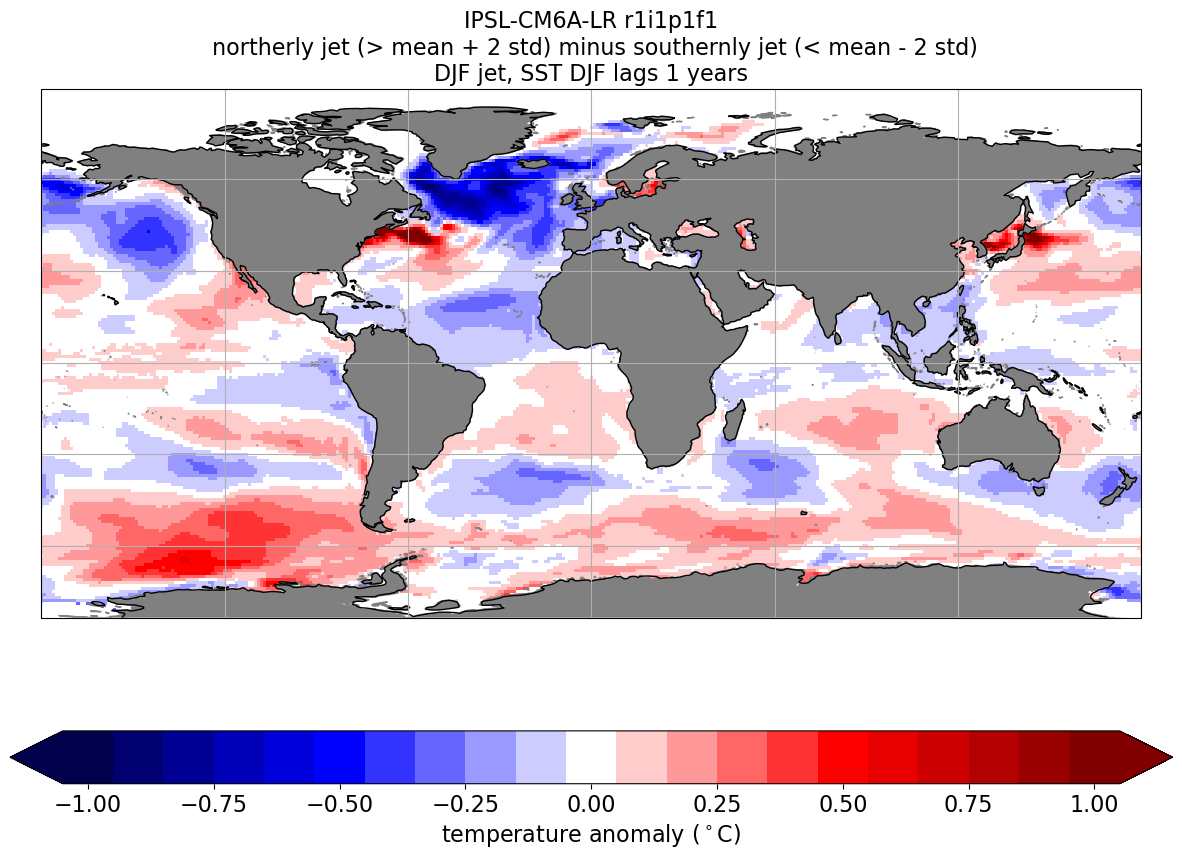 IPSL-CM6A-LR r1i1p1f1
northerly jet (> mean + 2 std) minus southernly jet (< mean - 2 std)
DJF jet, SST DJF lags 1 years
−1.00 −0.75 −0.50 −0.25 0.00 0.25 0.50 0.75 1.00
temperature anomaly (∘C)